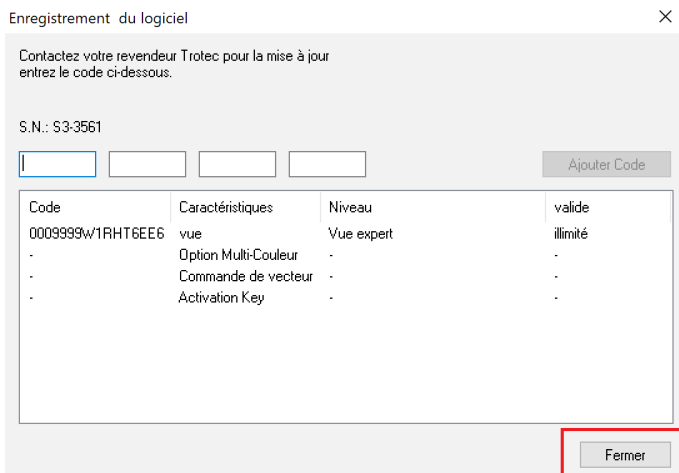 Enregistrement du logiciel
Contactez votre revendeur Trotec pour la mise à jour
entrez le code ci-dessous.
S.N.: S3-3561
Ajouter Code
Code Caractéristiques Niveau valide
0009999W1RHT6EE6 vue Vue expert illimité
- Option Multi-Couleur - -
- Commande de vecteur - -
- Activation Key - -
Fermer